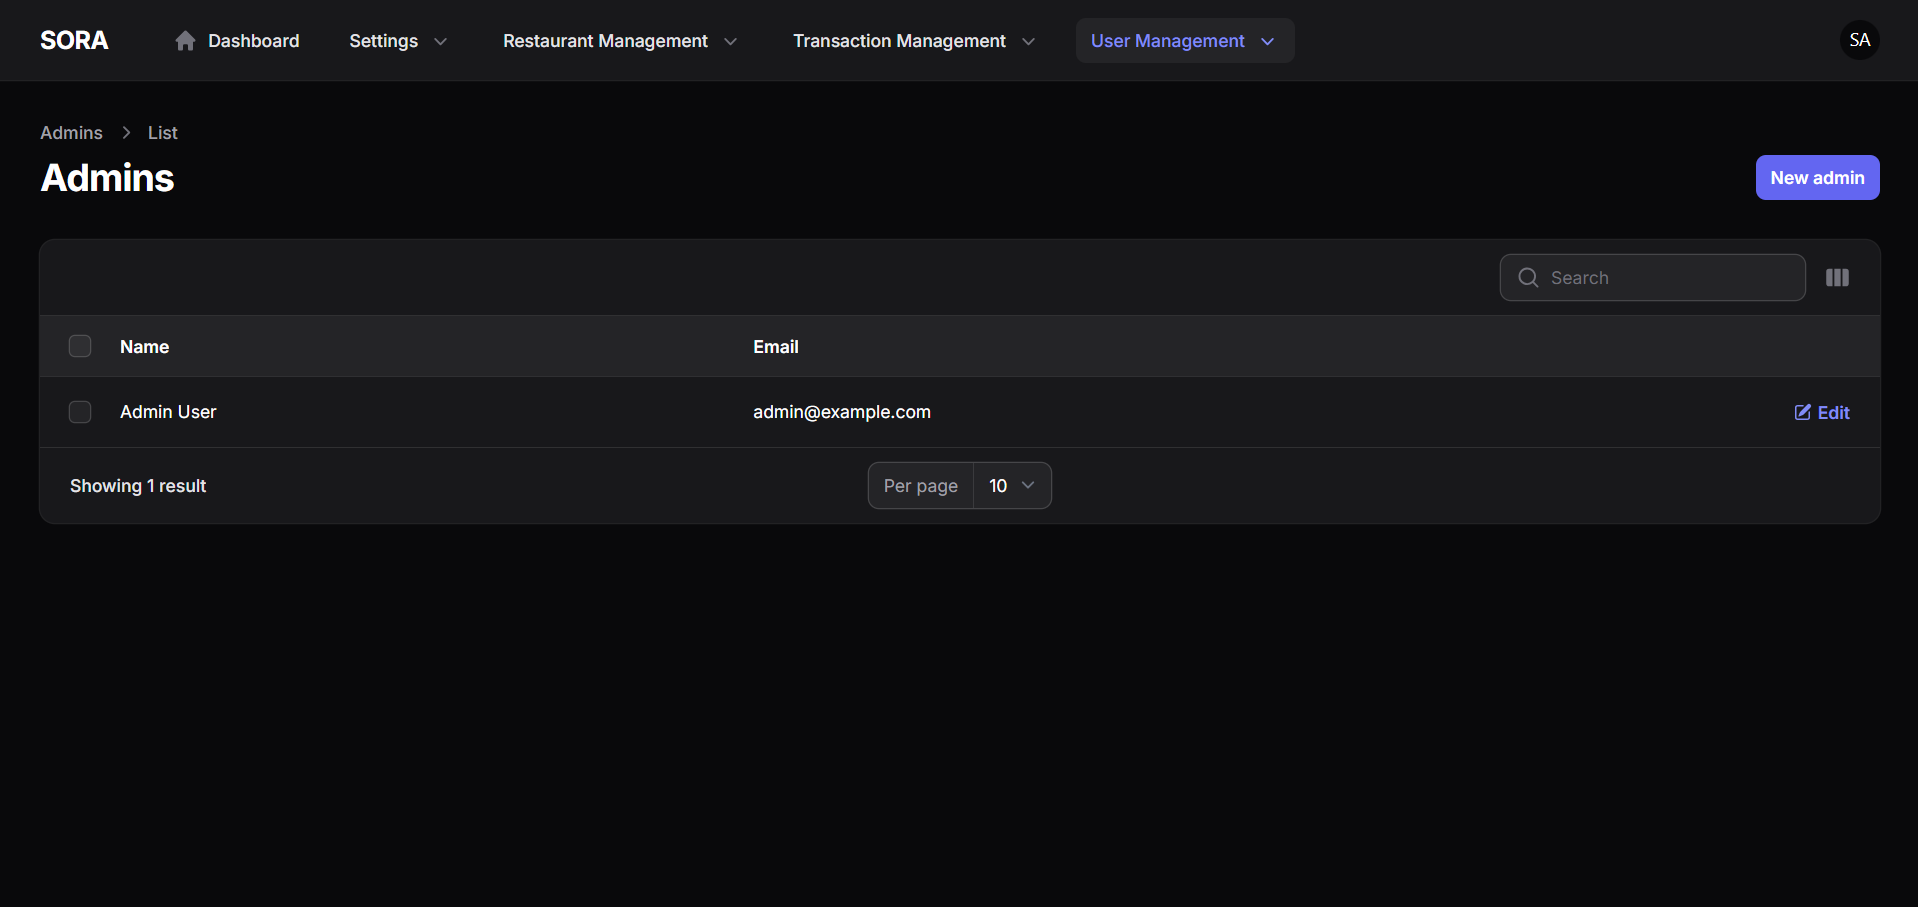 SORA
Dashboard
Settings
Restaurant Management
Transaction Management
User Management
SA
Admins
List
Admins
New admin
Search
Name
Email
Admin User
admin@example.com
Edit
Showing 1 result
Per page
10